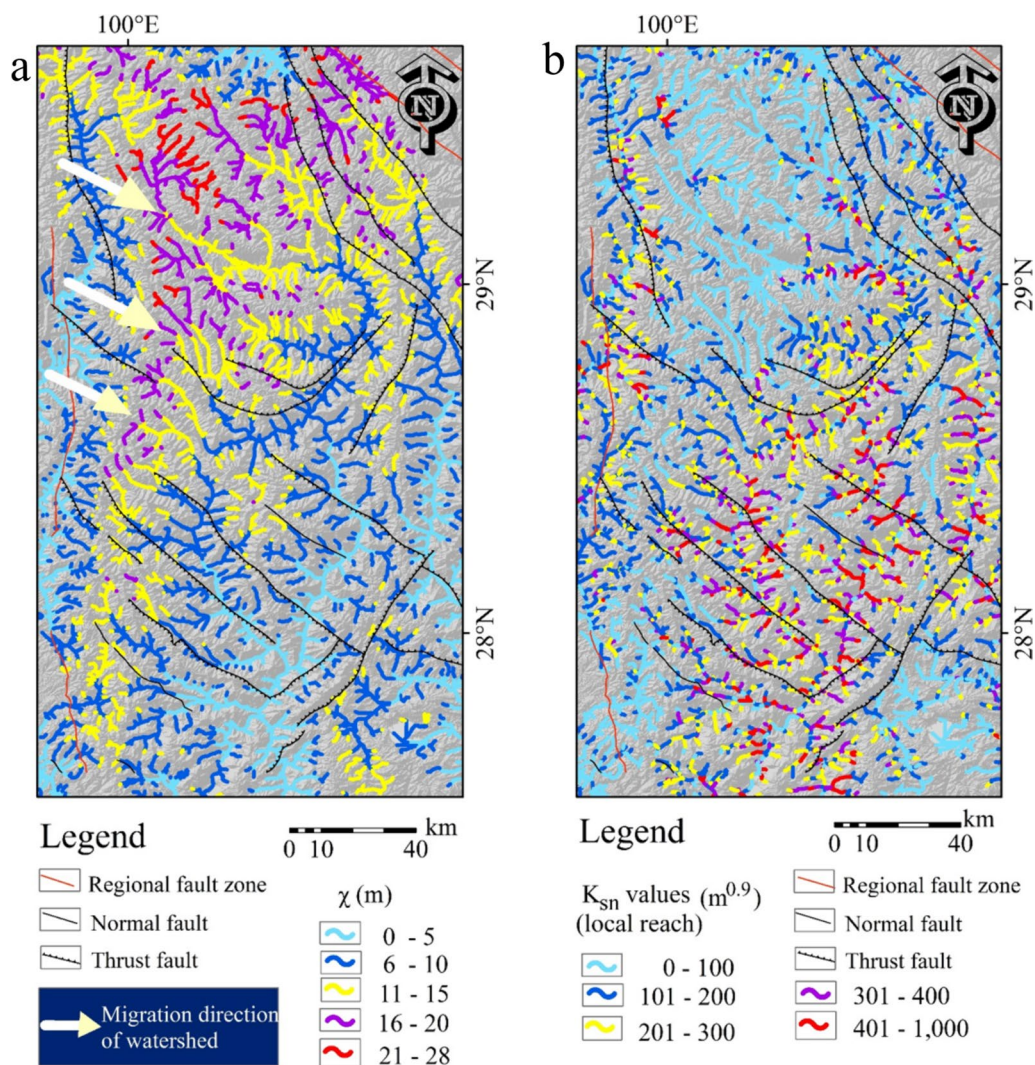 100°E
100°E
a
b
N
N
29°N
29°N
28°N
28°N
Legend
km
0 10 40
Regional fault zone
Normal fault
Thrust fault
Migration direction
of watershed
χ (m)
0 - 5
6 - 10
11 - 15
16 - 20
21 - 28
Legend
km
0 10 40
Ksn values (m0.9)
(local reach)
0 - 100
101 - 200
201 - 300
Regional fault zone
Normal fault
Thrust fault
301 - 400
401 - 1,000